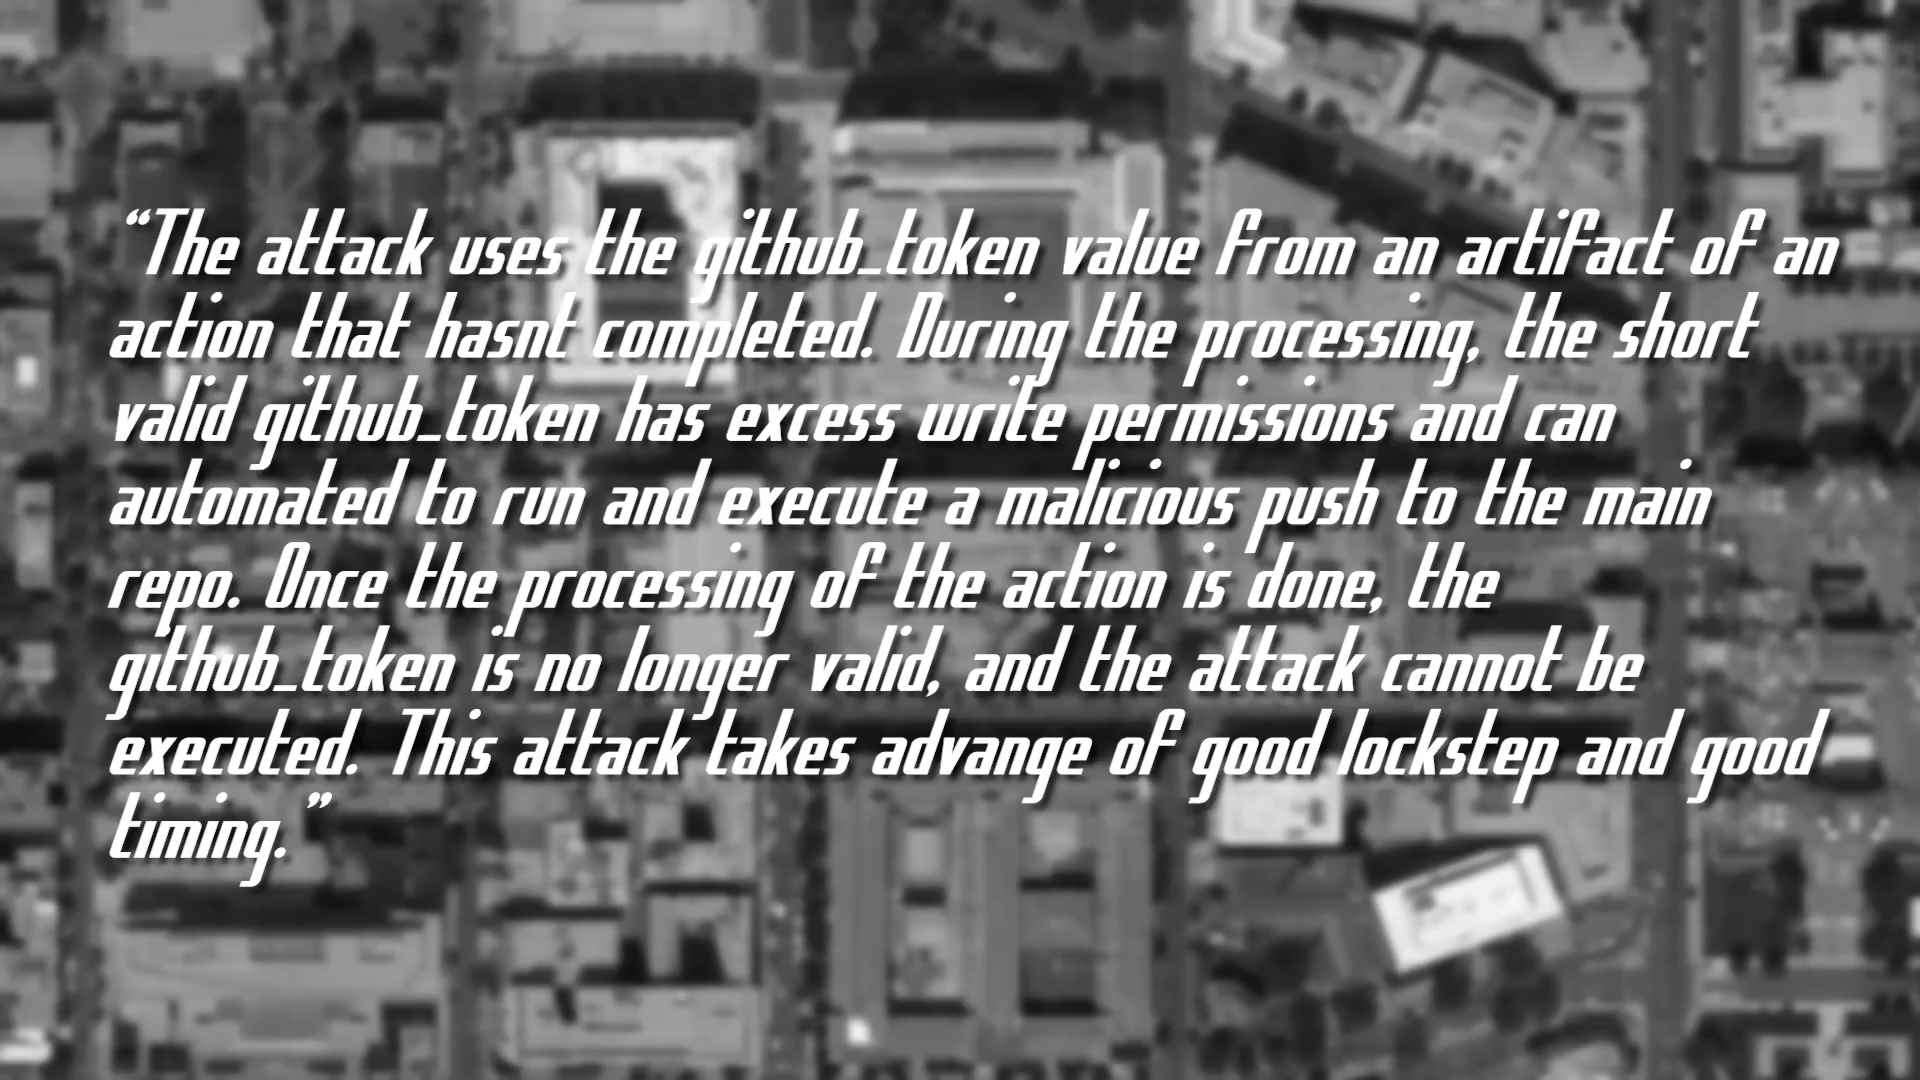 “The attack uses the github_token value from an artifact of an
action that hasnt completed. During the processing, the short
valid github_token has excess write permissions and can
automated to run and execute a malicious push to the main
repo. Once the processing of the action is done, the
github_token is no longer valid, and the attack cannot be
executed. This attack takes advange of good lockstep and good
timing.”